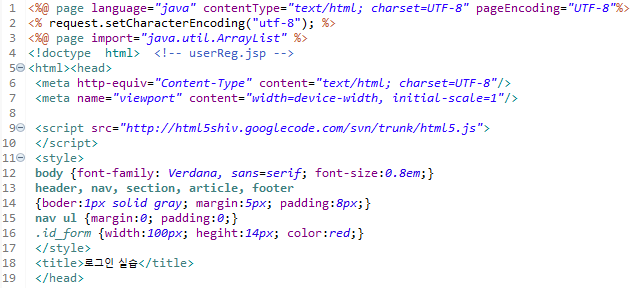 1 <%@ page language="java" contentType="text/html; charset=UTF-8" pageEncoding="UTF-8"%>
2 <% request.setCharacterEncoding("utf-8"); %>
3 <%@ page import="java.util.ArrayList" %>
4 <!doctype html> <!-- userReg.jsp -->
5 <html><head>
6 <meta http-equiv="Content-Type" content="text/html; charset=UTF-8"/>
7 <meta name="viewport" content="width=device-width, initial-scale=1"/>
8
9 <script src="http://html5shiv.googlecode.com/svn/trunk/html5.js">
10 </script>
11 <style>
12 body {font-family: Verdana, sans=serif; font-size:0.8em;}
13 header, nav, section, article, footer
14 {boder:1px solid gray; margin:5px; padding:8px;}
15 nav ul {margin:0; padding:0;}
16 .id_form {width:100px; hegiht:14px; color:red;}
17 </style>
18 <title>로그인 실습</title>
19 </head>